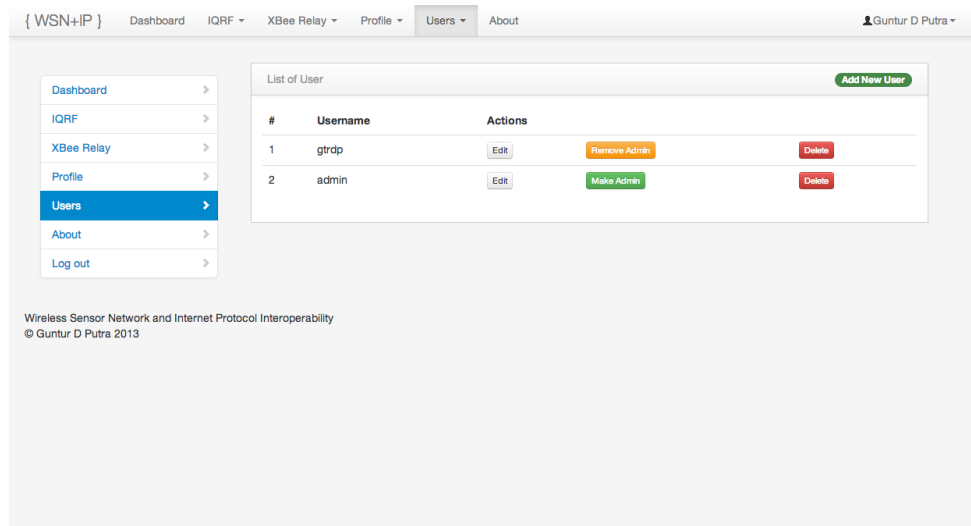 { WSN+IP } Dashboard IQRF XBee Relay Profile Users About Guntur D Putra
Dashboard
IQRF
XBee Relay
Profile
Users
About
Log out
List of User Add New User
# Username Actions
1 gtrdp Edit Remove Admin Delete
2 admin Edit Make Admin Delete
Wireless Sensor Network and Internet Protocol Interoperability
© Guntur D Putra 2013